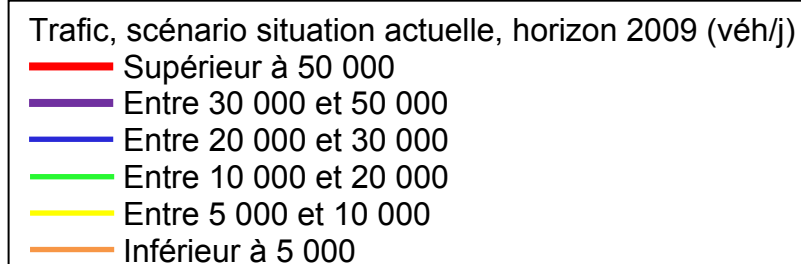 Trafic, scénario situation actuelle, horizon 2009 (véh/j)
Supérieur à 50 000
Entre 30 000 et 50 000
Entre 20 000 et 30 000
Entre 10 000 et 20 000
Entre 5 000 et 10 000
Inférieur à 5 000